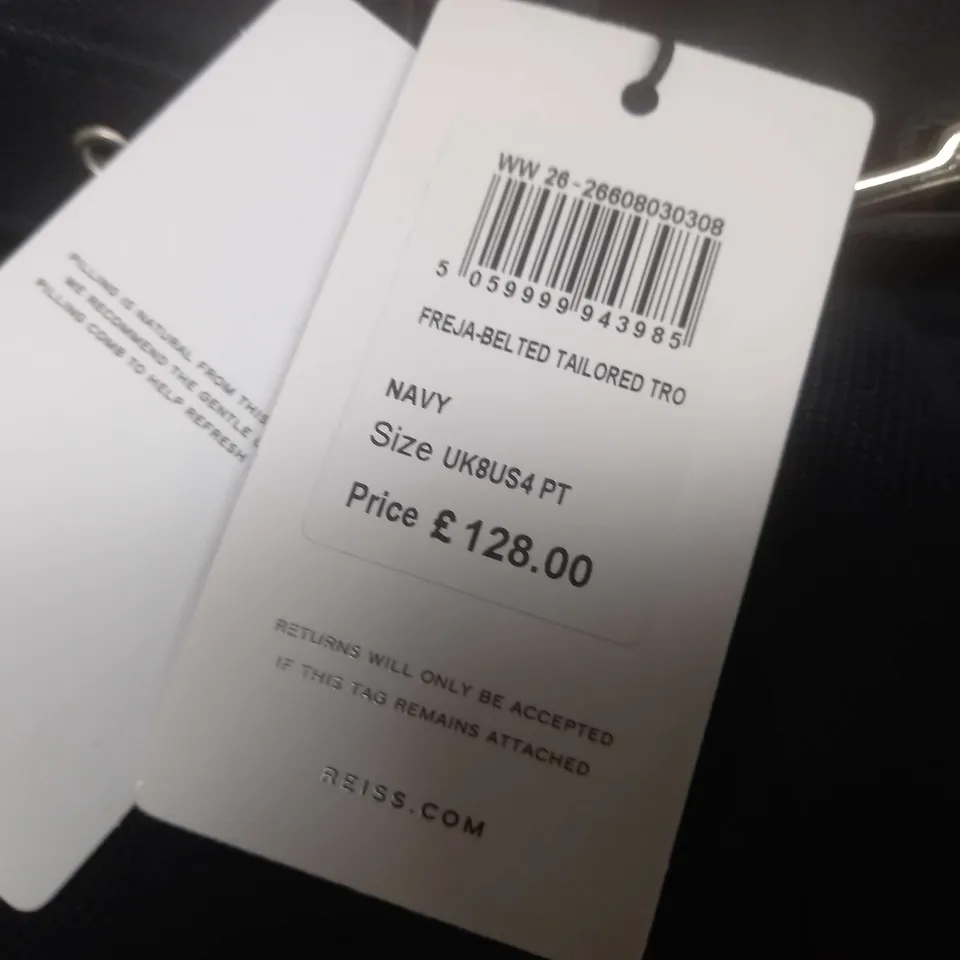 PILLING IS NATURAL FROM THIS
WE RECOMMEND THE GENTLE
PILLING COMB TO HELP REFRESH
WW 26-26608030308
5 059999 943985
FREJA-BELTED TAILORED TRO
NAVY
Size UK8US4 PT
Price £128.00
RETURNS WILL ONLY BE ACCEPTED
IF THIS TAG REMAINS ATTACHED
REISS.COM